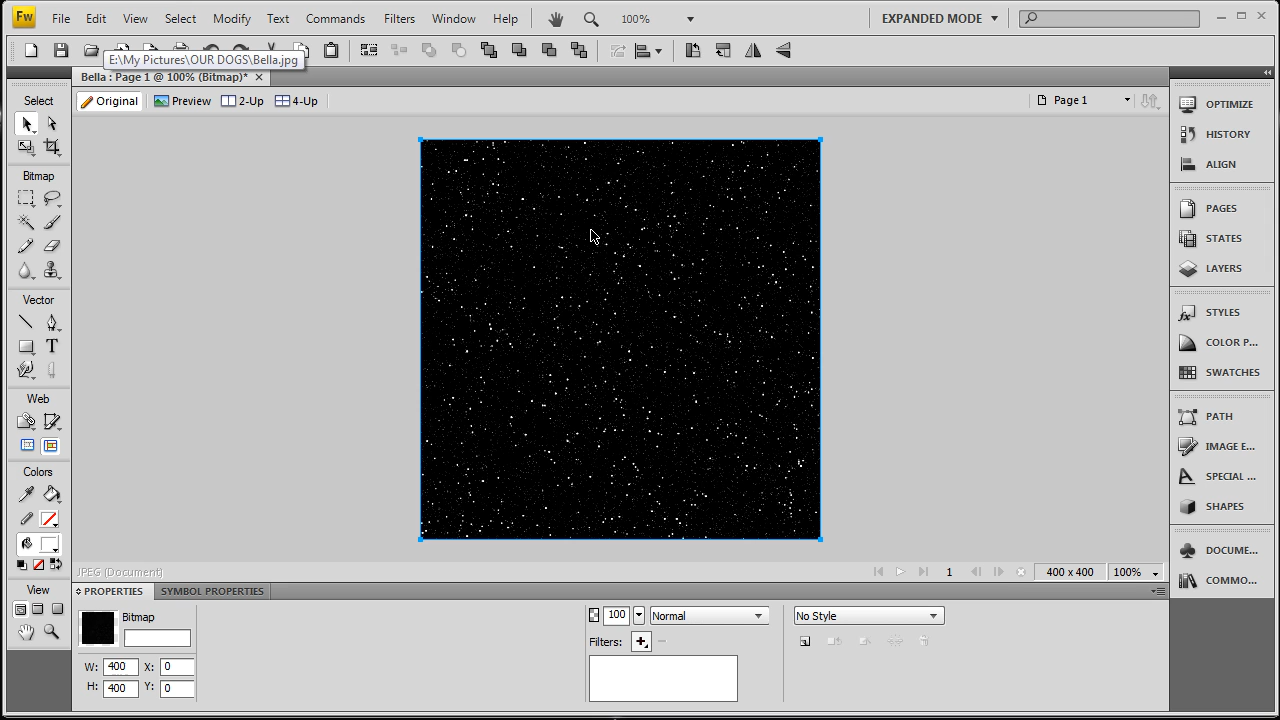 Fw File Edit View Select Modify Text Commands Filters Window Help 100% EXPANDED MODE
E:\My Pictures\OUR DOGS\Bella.jpg
Bella : Page 1 @ 100% (Bitmap)*
Original Preview 2-Up 4-Up Page 1
Select
Bitmap
Vector
T
Web
Colors
View
OPTIMIZE
HISTORY
ALIGN
PAGES
STATES
LAYERS
STYLES
COLOR P...
SWATCHES
PATH
IMAGE E...
SPECIAL ...
SHAPES
DOCUME...
COMMO...
JPEG (Document) 1 400 x 400 100%
PROPERTIES SYMBOL PROPERTIES
Bitmap 100 Normal No Style
Filters:
W: 400 X: 0
H: 400 Y: 0